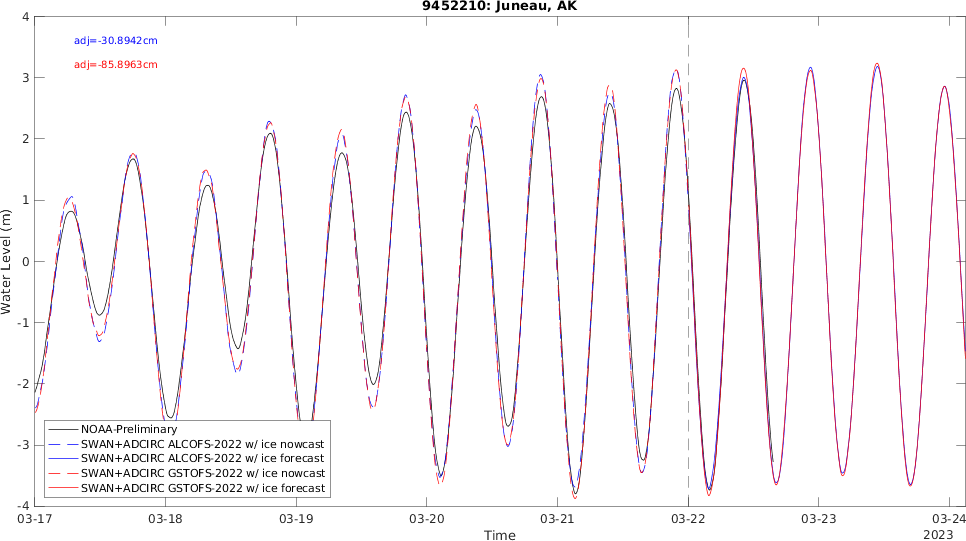 9452210: Juneau, AK
adj=-30.8942cm
adj=-85.8963cm
Water Level (m)
4
3
2
1
0
-1
-2
-3
-4
NOAA-Preliminary
SWAN+ADCIRC ALCOFS-2022 w/ ice nowcast
SWAN+ADCIRC ALCOFS-2022 w/ ice forecast
SWAN+ADCIRC GSTOFS-2022 w/ ice nowcast
SWAN+ADCIRC GSTOFS-2022 w/ ice forecast
03-17 03-18 03-19 03-20 03-21 03-22 03-23 03-24
Time
2023